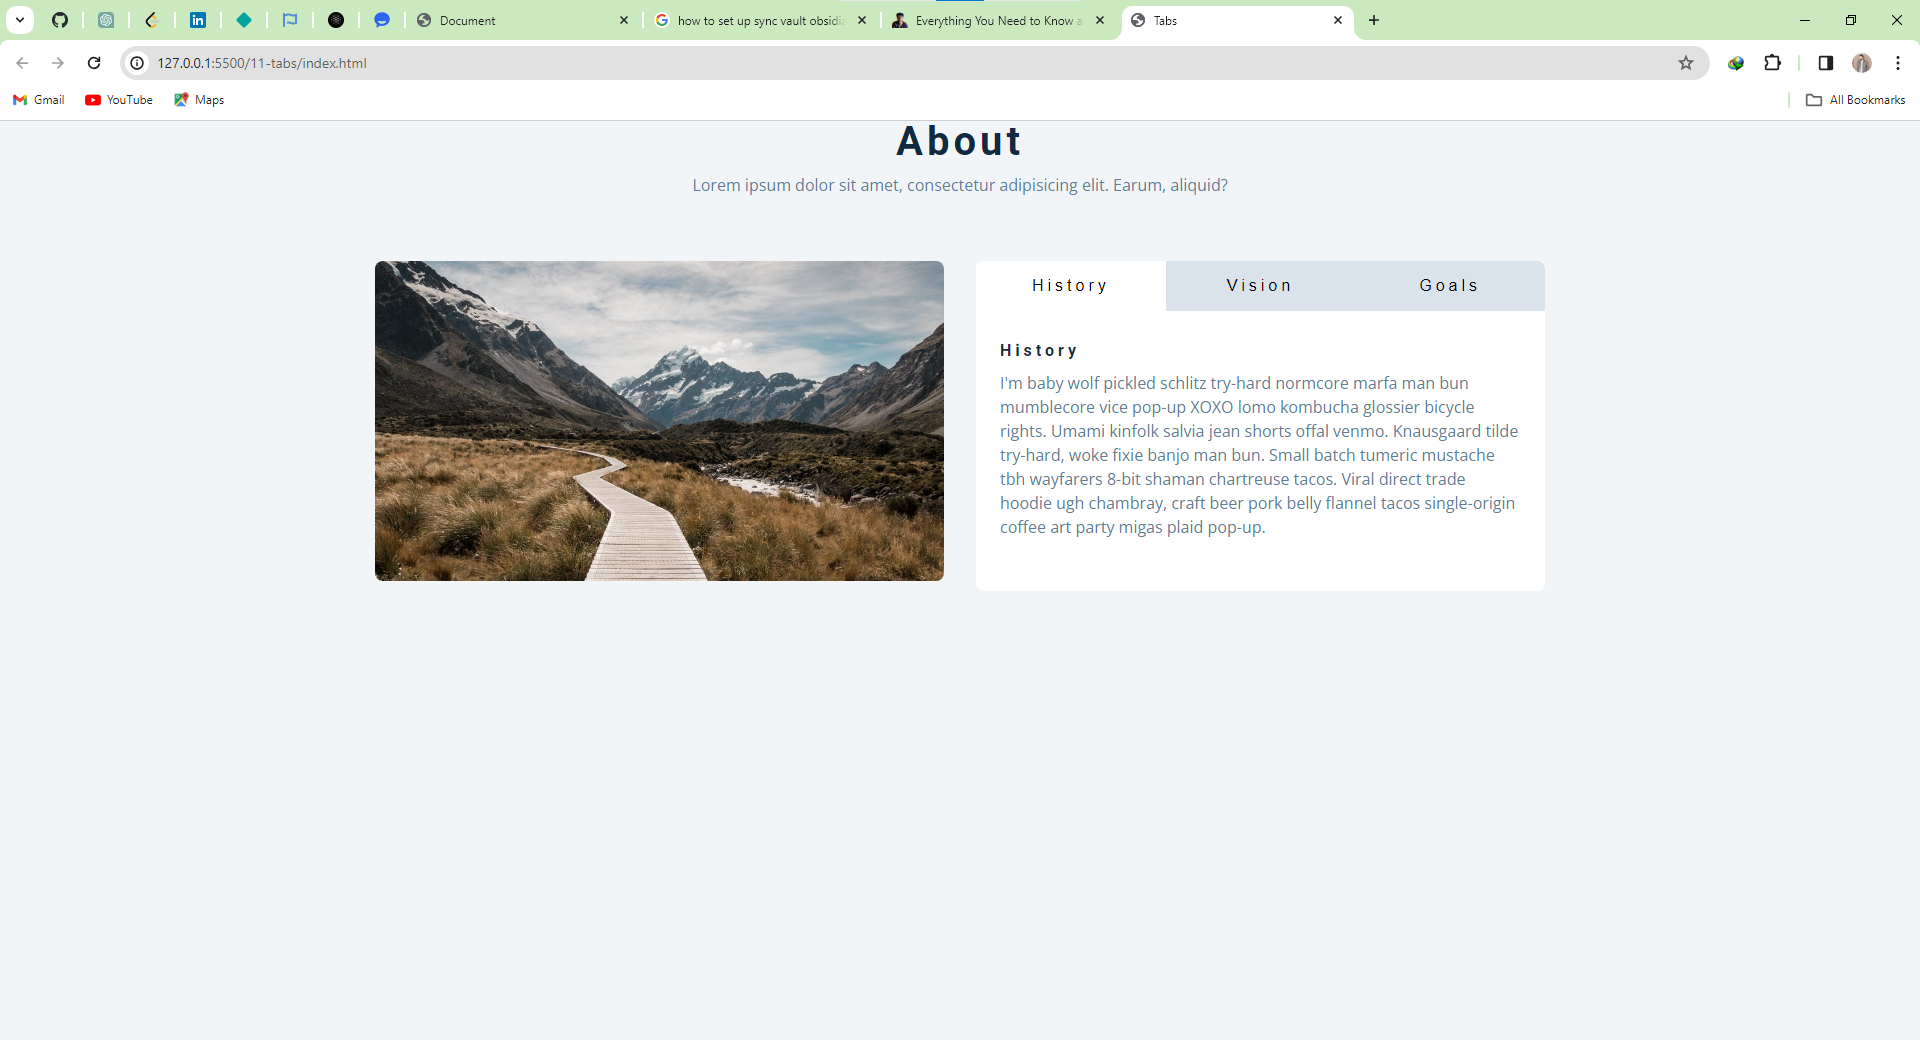 Document
how to set up sync vault obsidi
Everything You Need to Know a
Tabs
127.0.0.1:5500/11-tabs/index.html
Gmail
YouTube
Maps
All Bookmarks
About
Lorem ipsum dolor sit amet, consectetur adipisicing elit. Earum, aliquid?
History
Vision
Goals
History
I'm baby wolf pickled schlitz try-hard normcore marfa man bun
mumblecore vice pop-up XOXO lomo kombucha glossier bicycle
rights. Umami kinfolk salvia jean shorts offal venmo. Knausgaard tilde
try-hard, woke fixie banjo man bun. Small batch tumeric mustache
tbh wayfarers 8-bit shaman chartreuse tacos. Viral direct trade
hoodie ugh chambray, craft beer pork belly flannel tacos single-origin
coffee art party migas plaid pop-up.